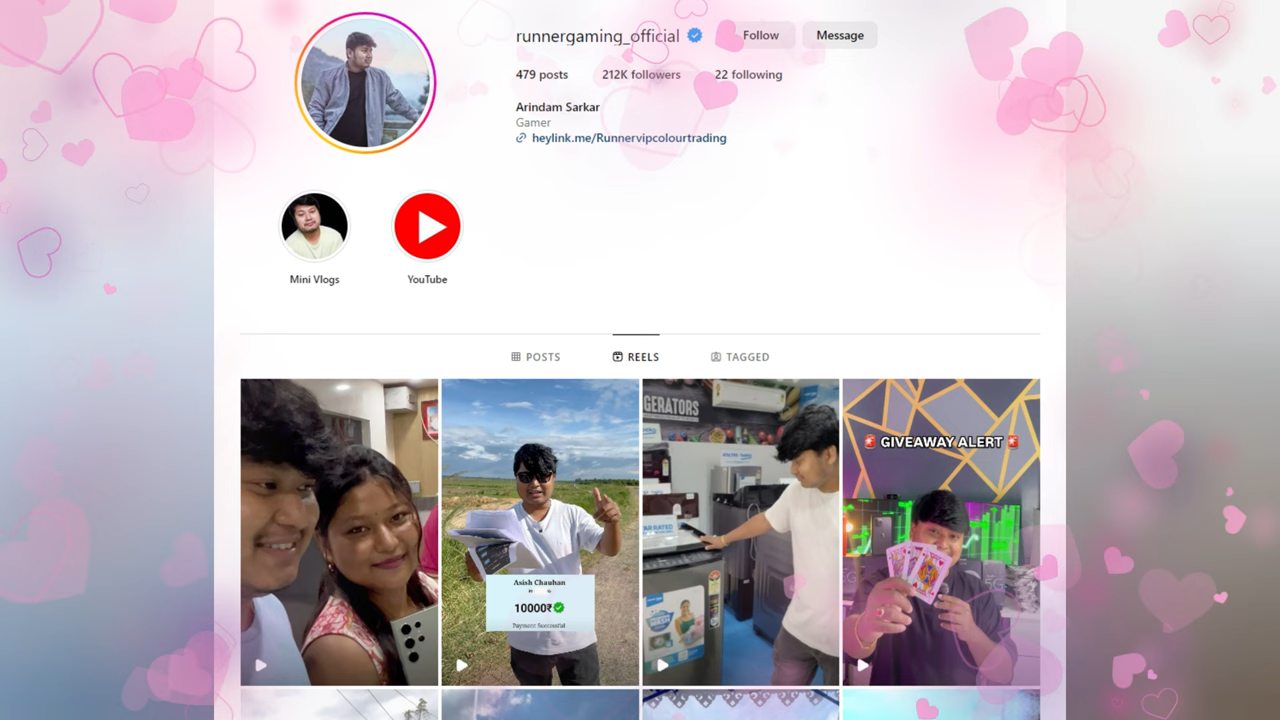 runnergaming_official
Follow
Message
479 posts
212K followers
22 following
Arindam Sarkar
Gamer
heylink.me/Runnervipcolourtrading
Mini Vlogs
YouTube
POSTS
REELS
TAGGED
GERATORS
Asish Chauhan
10000₹
Payment Successful
🚨 GIVEAWAY ALERT 🚨
5G